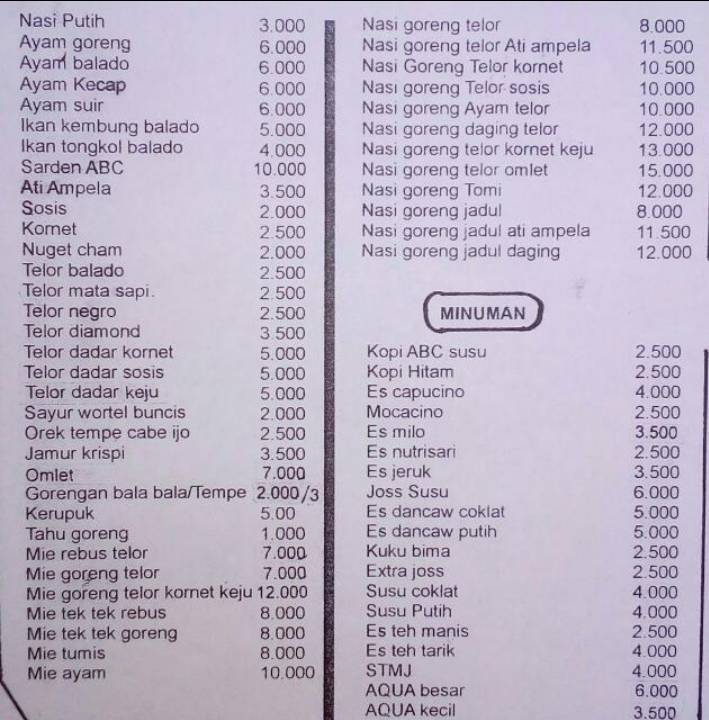 Nasi Putih 3.000
Ayam goreng 6.000
Ayam balado 6.000
Ayam Kecap 6.000
Ayam suir 6.000
Ikan kembung balado 5.000
Ikan tongkol balado 4.000
Sarden ABC 10.000
Ati Ampela 3.500
Sosis 2.000
Kornet 2.500
Nuget cham 2.000
Telor balado 2.500
Telor mata sapi. 2.500
Telor negro 2.500
Telor diamond 3.500
Telor dadar kornet 5.000
Telor dadar sosis 5.000
Telor dadar keju 5.000
Sayur wortel buncis 2.000
Orek tempe cabe ijo 2.500
Jamur krispi 3.500
Omlet 7.000
Gorengan bala bala/Tempe 2.000/3
Kerupuk 5.00
Tahu goreng 1.000
Mie rebus telor 7.000
Mie goreng telor 7.000
Mie goreng telor kornet keju 12.000
Mie tek tek rebus 8.000
Mie tek tek goreng 8.000
Mie tumis 8.000
Mie ayam 10.000
Nasi goreng telor 8.000
Nasi goreng telor Ati ampela 11.500
Nasi Goreng Telor kornet 10.500
Nasi goreng Telor sosis 10.000
Nasi goreng Ayam telor 10.000
Nasi goreng daging telor 12.000
Nasi goreng telor kornet keju 13.000
Nasi goreng telor omlet 15.000
Nasi goreng Tomi 12.000
Nasi goreng jadul 8.000
Nasi goreng jadul ati ampela 11.500
Nasi goreng jadul daging 12.000
MINUMAN
Kopi ABC susu 2.500
Kopi Hitam 2.500
Es capucino 4.000
Mocacino 2.500
Es milo 3.500
Es nutrisari 2.500
Es jeruk 3.500
Joss Susu 6.000
Es dancaw coklat 5.000
Es dancaw putih 5.000
Kuku bima 2.500
Extra joss 2.500
Susu coklat 4.000
Susu Putih 4.000
Es teh manis 2.500
Es teh tarik 4.000
STMJ 4.000
AQUA besar 6.000
AQUA kecil 3.500